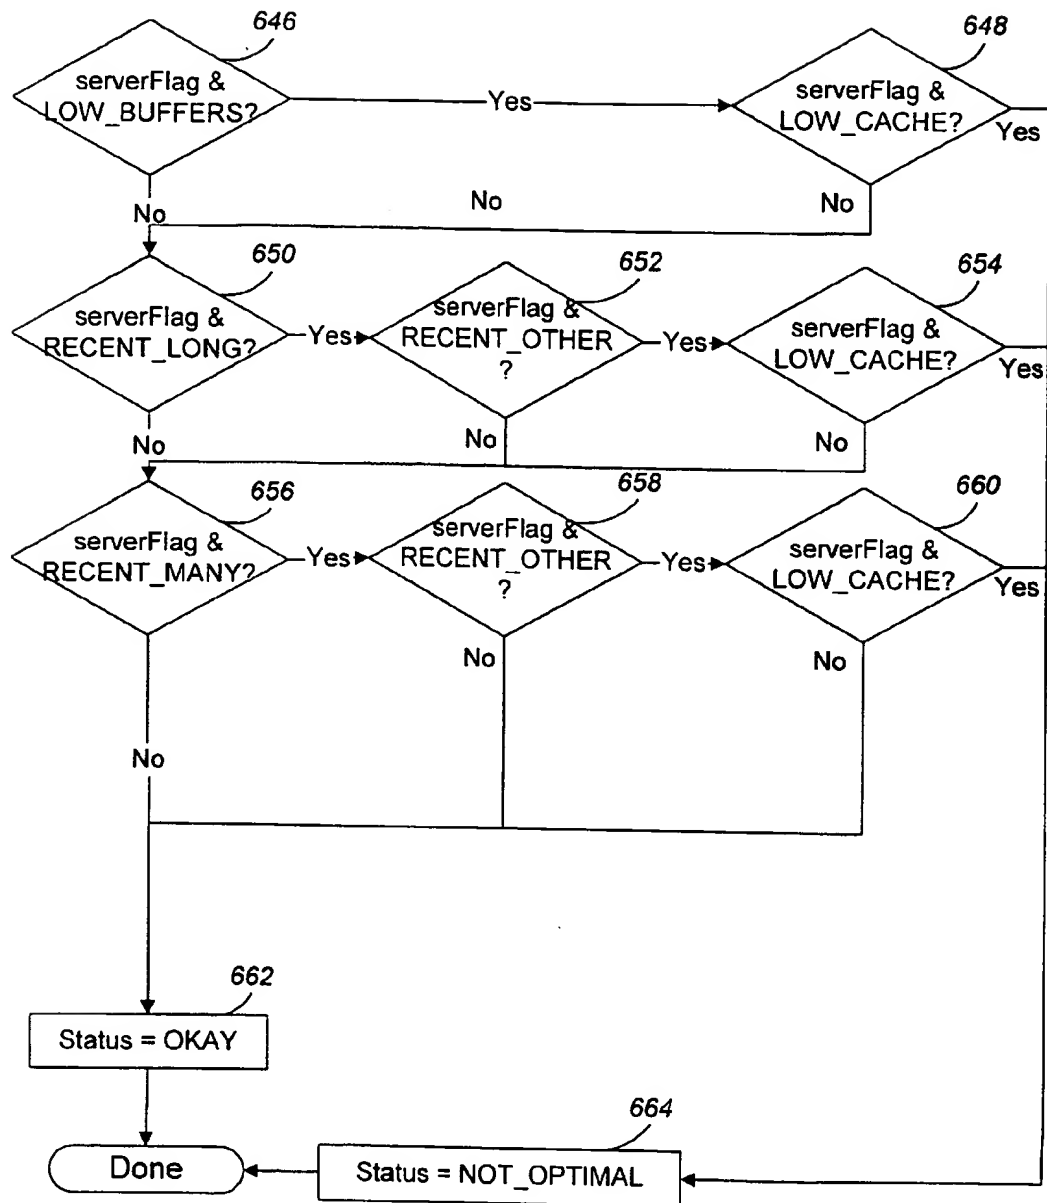 646
serverFlag &
LOW_BUFFERS?
Yes
648
serverFlag &
LOW_CACHE?
Yes
No
No
No
650
serverFlag &
RECENT_LONG?
Yes
652
serverFlag &
RECENT_OTHER
?
Yes
654
serverFlag &
LOW_CACHE?
Yes
No
No
No
656
serverFlag &
RECENT_MANY?
Yes
658
serverFlag &
RECENT_OTHER
?
Yes
660
serverFlag &
LOW_CACHE?
Yes
No
No
No
662
Status = OKAY
664
Done
Status = NOT_OPTIMAL